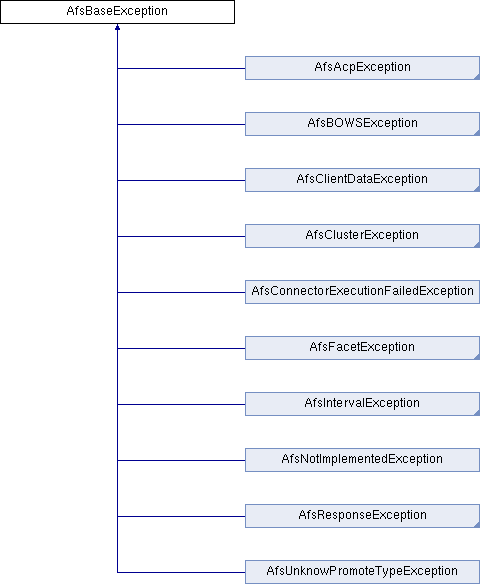 AfsBaseException
AfsAcpException
AfsBOWSException
AfsClientDataException
AfsClusterException
AfsConnectorExecutionFailedException
AfsFacetException
AfsIntervalException
AfsNotImplementedException
AfsResponseException
AfsUnknowPromoteTypeException